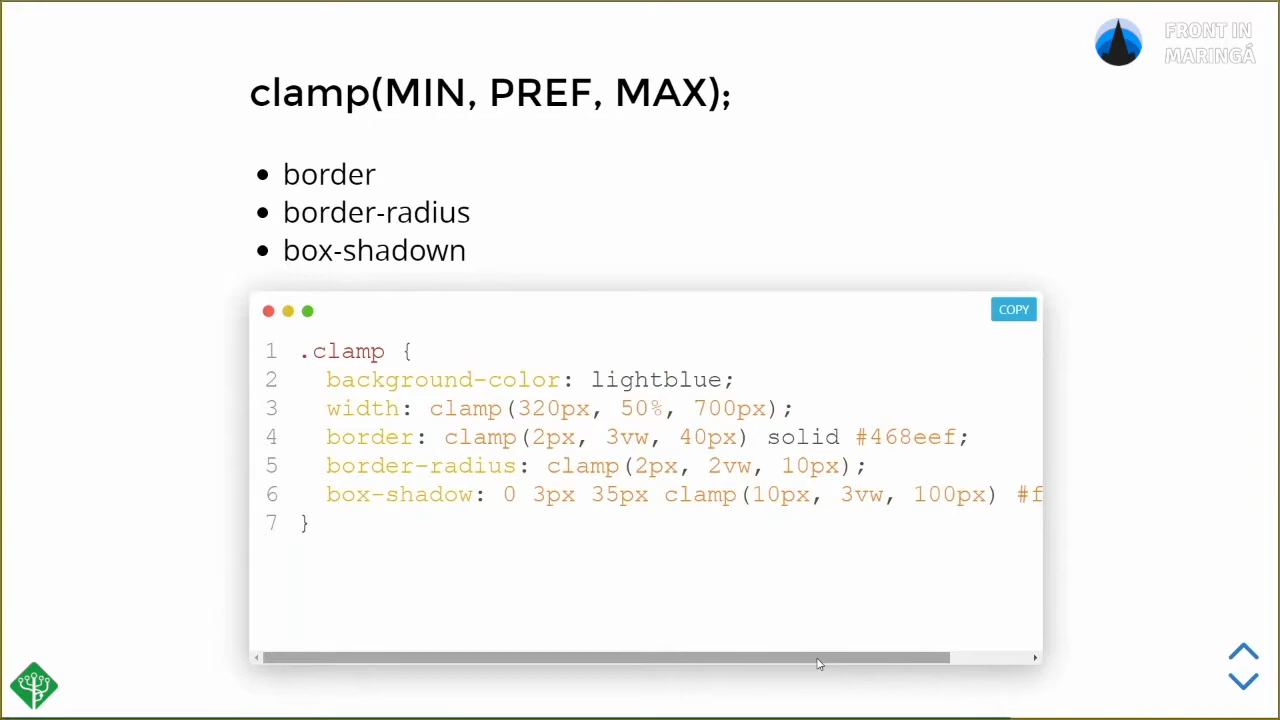 FRONT IN
MARINGÁ
clamp(MIN, PREF, MAX);
• border
• border-radius
• box-shadown
COPY
1 .clamp {
2 background-color: lightblue;
3 width: clamp(320px, 50%, 700px);
4 border: clamp(2px, 3vw, 40px) solid #468eef;
5 border-radius: clamp(2px, 2vw, 10px);
6 box-shadow: 0 3px 35px clamp(10px, 3vw, 100px) #f
7 }